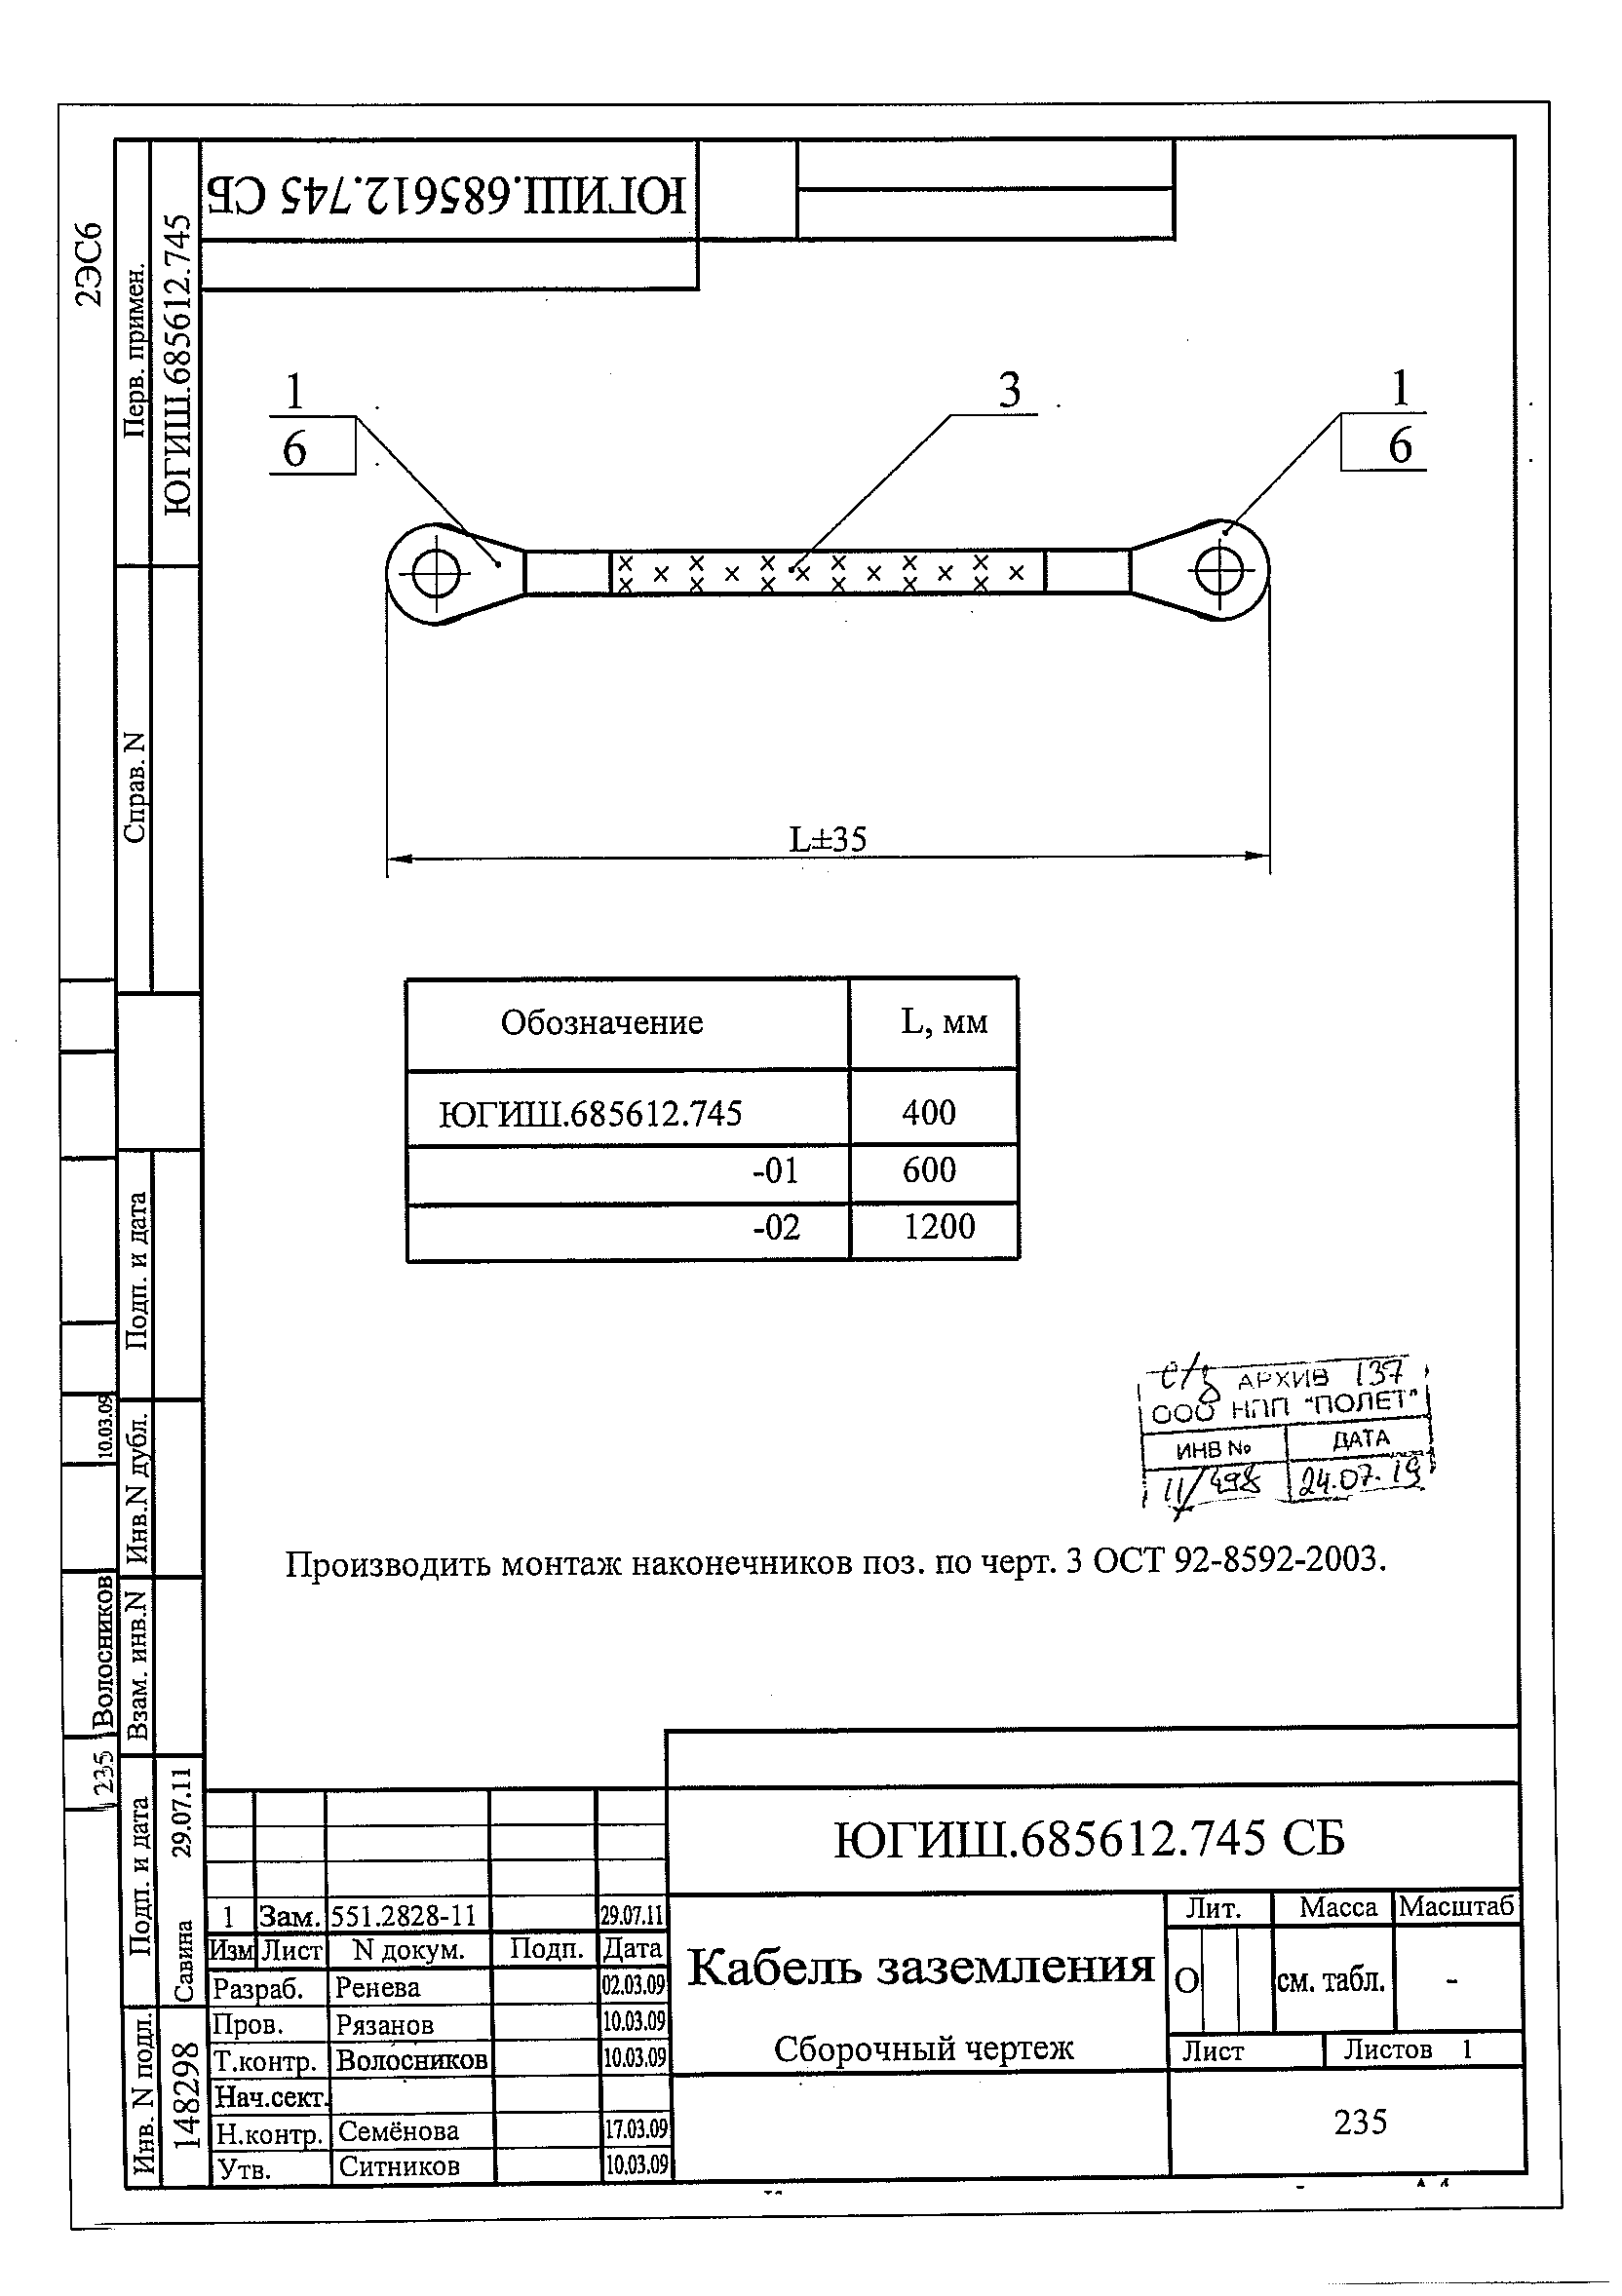 ЮГИШ.685612.745 СБ
2ЭС6
Перв. примен.
ЮГИШ.685612.745
Справ. N
1
6
3
1
6
L±35
Обозначение L, мм
ЮГИШ.685612.745 400
-01 600
-02 1200
АРХИВ 137
ООО НПП "ПОЛЕТ"
ИНВ № ДАТА
11/498 24.07.19
Производить монтаж наконечников поз. по черт. 3 ОСТ 92-8592-2003.
Подп. и дата
Инв.N дубл.
Взам. инв.N
Подп. и дата
Савина 29.07.11
Инв. N подл.
148298
10.03.09
Волосников
235
ЮГИШ.685612.745 СБ
1 Зам. 551.2828-11 29.07.11
Изм Лист N докум. Подп. Дата
Разраб. Ренева 02.03.09
Пров. Рязанов 10.03.09
Т.контр. Волосников 10.03.09
Нач.сект.
Н.контр. Семёнова 17.03.09
Утв. Ситников 10.03.09
Кабель заземления
Сборочный чертеж
Лит. Масса Масштаб
О см. табл. -
Лист Листов 1
235